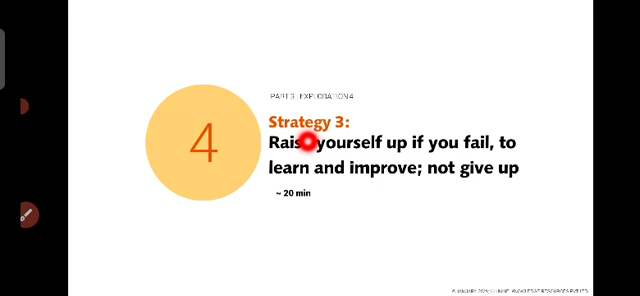 PART 3 | EXPLORATION 4
4
Strategy 3:
Raise yourself up if you fail, to
learn and improve; not give up
~ 20 min